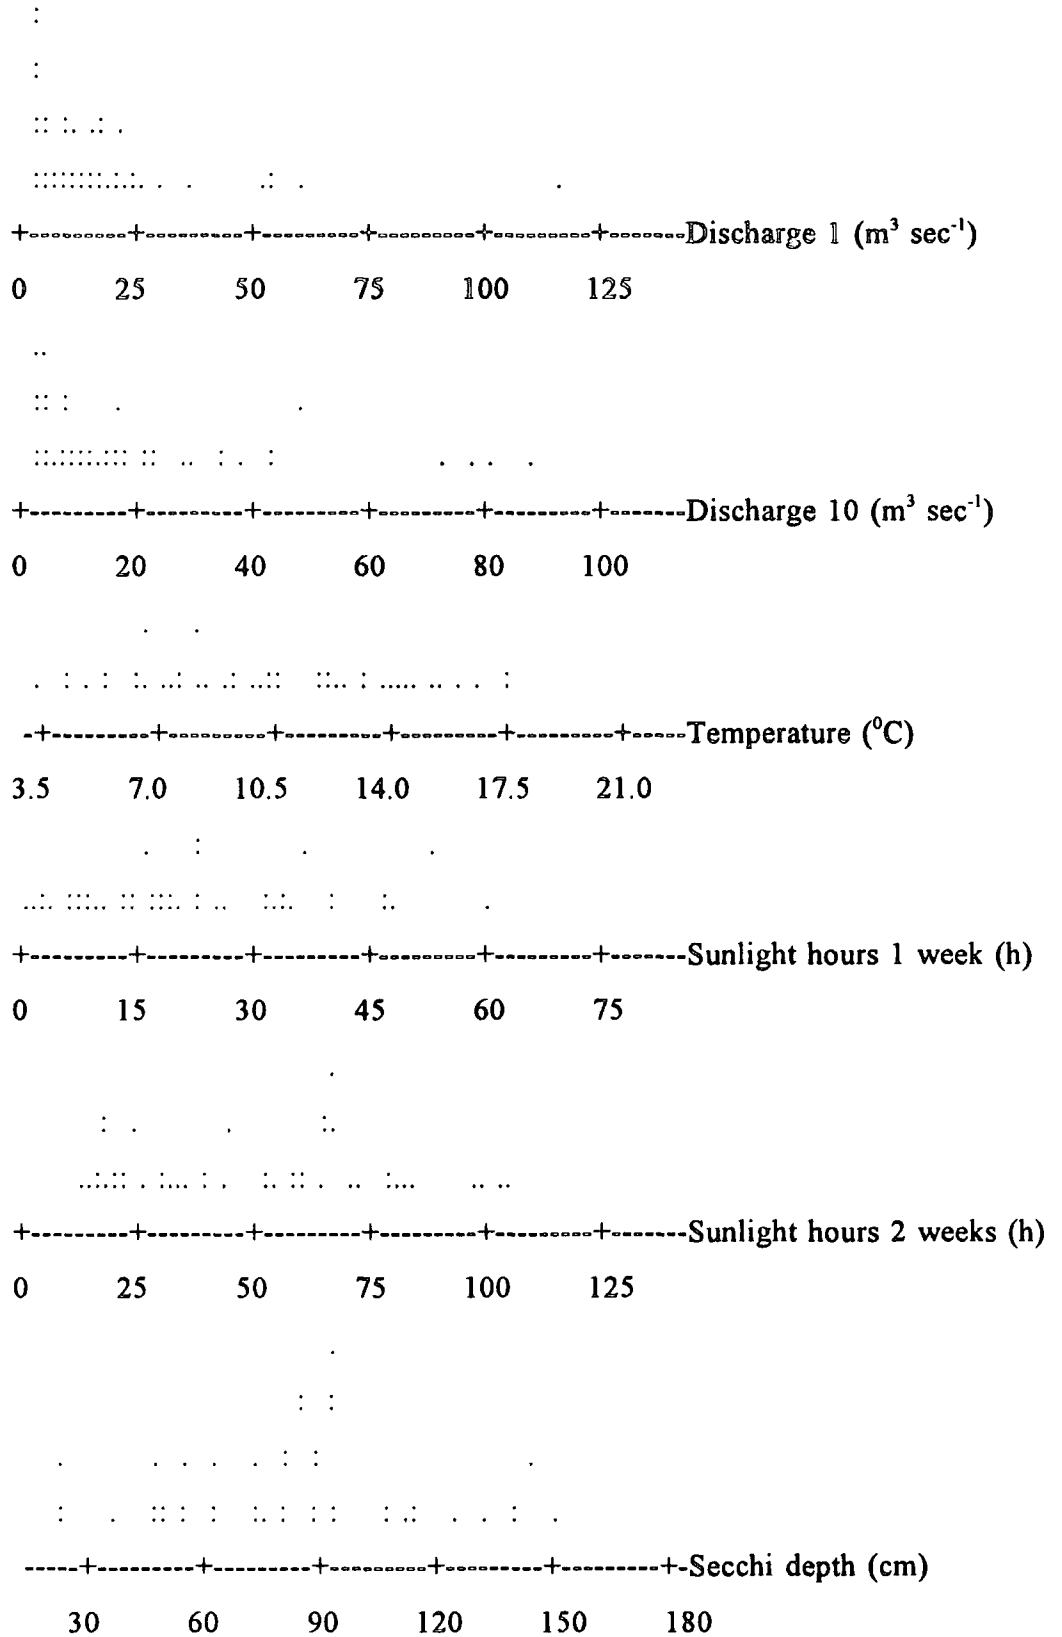 +---------+---------+---------+---------+---------+-------Discharge 1 (m³ sec⁻¹)
0 25 50 75 100 125
+---------+---------+---------+---------+---------+-------Discharge 10 (m³ sec⁻¹)
0 20 40 60 80 100
-+---------+---------+---------+---------+---------+-----Temperature (⁰C)
3.5 7.0 10.5 14.0 17.5 21.0
+---------+---------+---------+---------+---------+-------Sunlight hours 1 week (h)
0 15 30 45 60 75
+---------+---------+---------+---------+---------+-------Sunlight hours 2 weeks (h)
0 25 50 75 100 125
-----+---------+---------+---------+---------+---------+-Secchi depth (cm)
30 60 90 120 150 180